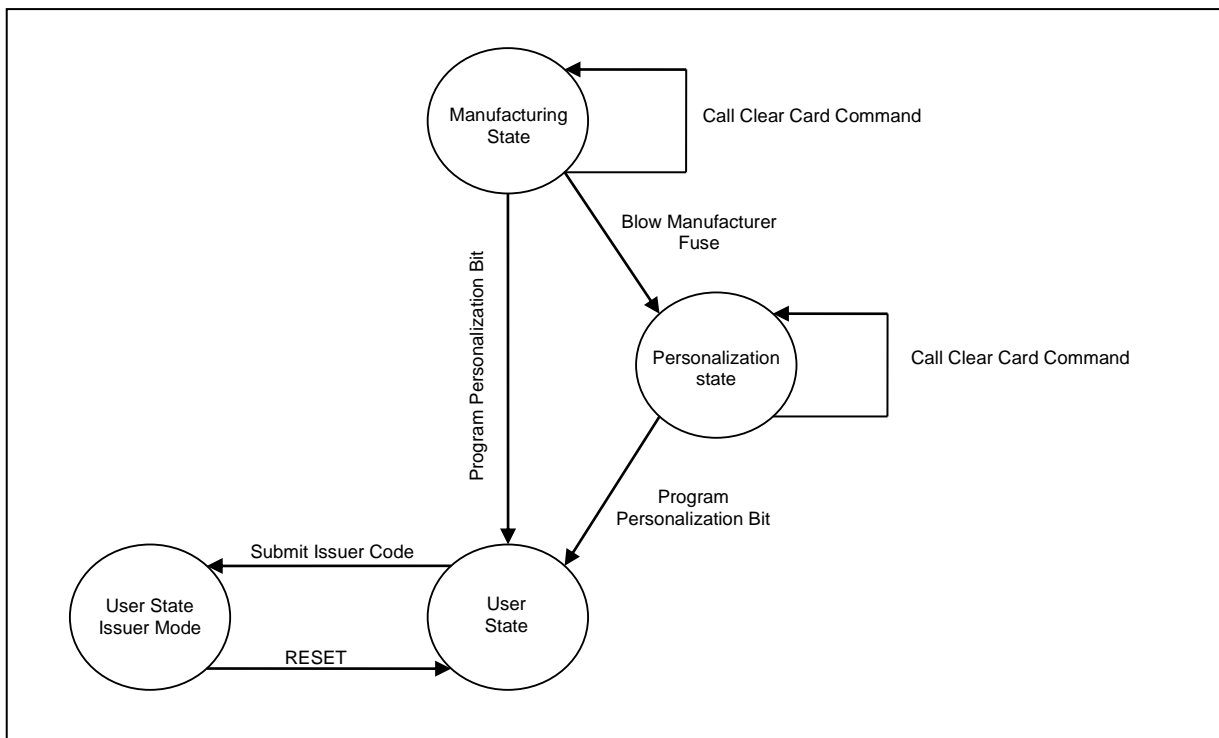 Manufacturing
State
Call Clear Card Command
Blow Manufacturer
Fuse
Program Personalization Bit
Personalization
state
Call Clear Card Command
Program
Personalization Bit
Submit Issuer Code
User State
Issuer Mode
User
State
RESET